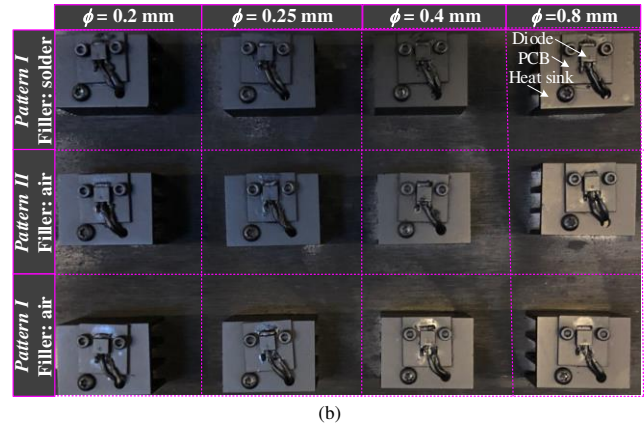 ϕ = 0.2 mm ϕ = 0.25 mm ϕ = 0.4 mm ϕ =0.8 mm
Pattern I
Filler: solder
Diode
PCB
Heat sink
Pattern II
Filler: air
Pattern I
Filler: air
(b)